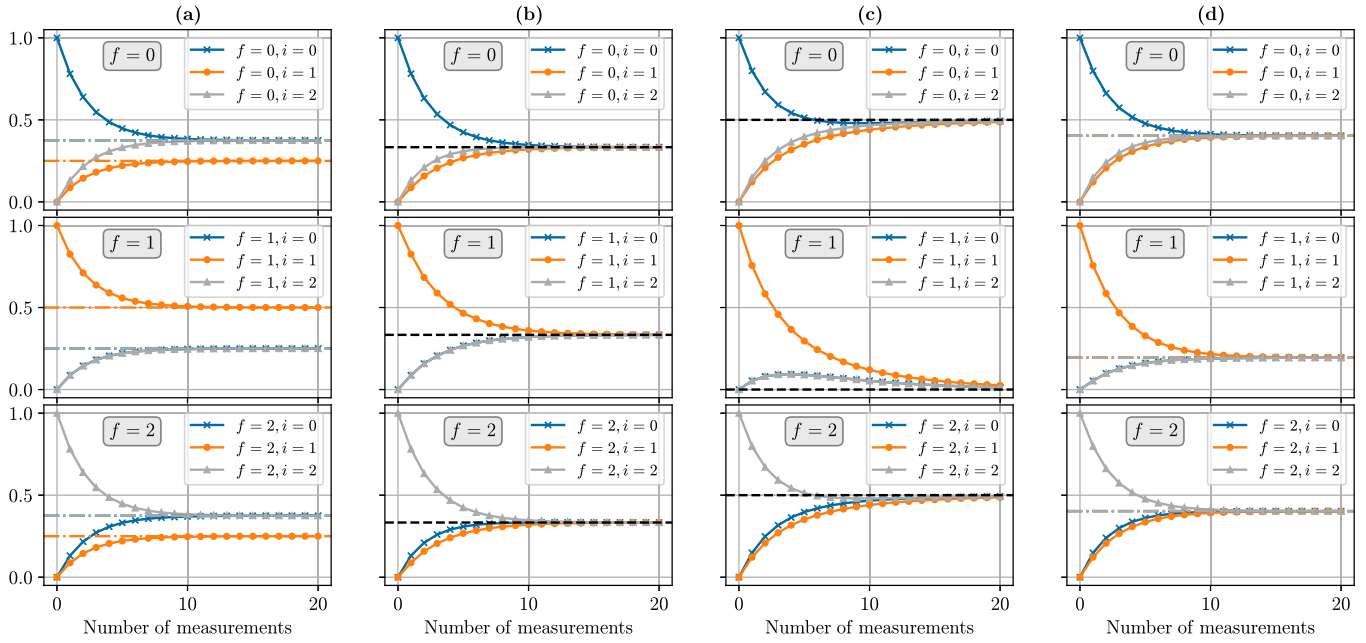 (a) (b) (c) (d)
1.0
0.5
0.0
f = 0
f = 0, i = 0
f = 0, i = 1
f = 0, i = 2
f = 0
f = 0, i = 0
f = 0, i = 1
f = 0, i = 2
f = 0
f = 0, i = 0
f = 0, i = 1
f = 0, i = 2
f = 0
f = 0, i = 0
f = 0, i = 1
f = 0, i = 2
1.0
0.5
0.0
f = 1
f = 1, i = 0
f = 1, i = 1
f = 1, i = 2
f = 1
f = 1, i = 0
f = 1, i = 1
f = 1, i = 2
f = 1
f = 1, i = 0
f = 1, i = 1
f = 1, i = 2
f = 1
f = 1, i = 0
f = 1, i = 1
f = 1, i = 2
1.0
0.5
0.0
f = 2
f = 2, i = 0
f = 2, i = 1
f = 2, i = 2
f = 2
f = 2, i = 0
f = 2, i = 1
f = 2, i = 2
f = 2
f = 2, i = 0
f = 2, i = 1
f = 2, i = 2
f = 2
f = 2, i = 0
f = 2, i = 1
f = 2, i = 2
0 10 20 0 10 20 0 10 20 0 10 20
Number of measurements Number of measurements Number of measurements Number of measurements